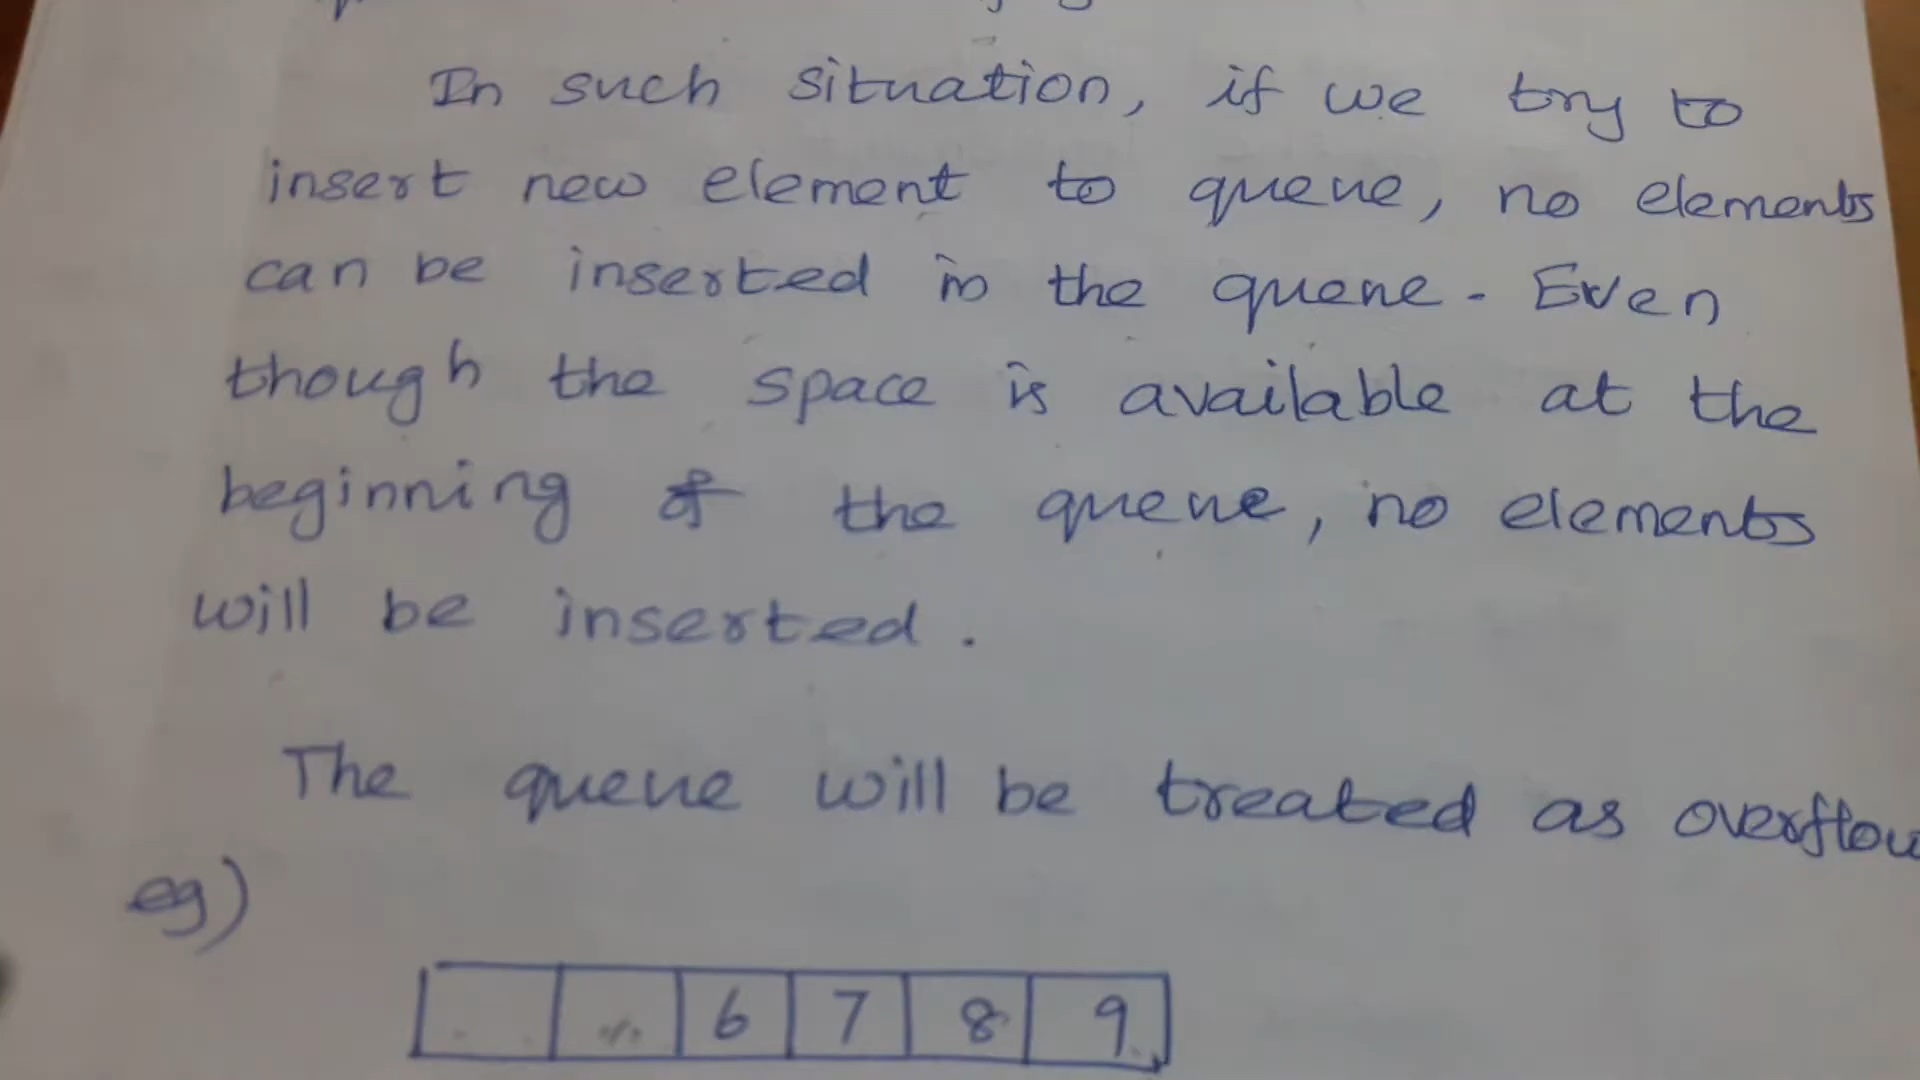 In such situation, if we try to
insert new element to queue, no elements
can be inserted in the queue. Even
though the space is available at the
beginning of the queue, no elements
will be inserted.
The queue will be treated as overflow
eg)
6 7 8 9